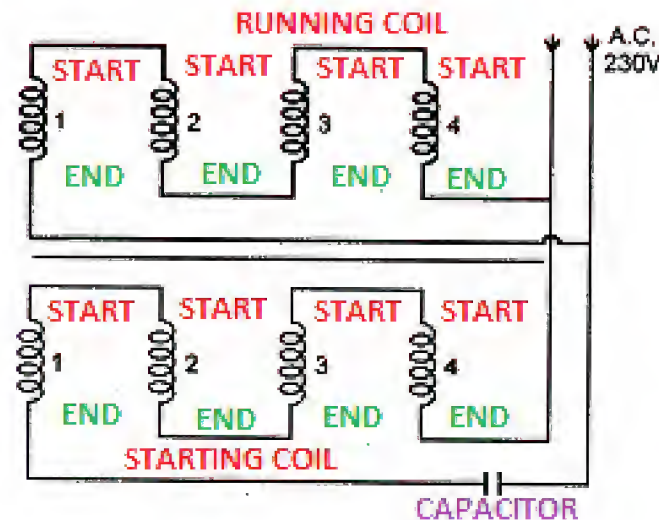 RUNNING COIL
A.C.
230V
START START START START
1 2 3 4
END END END END
START START START START
1 2 3 4
END END END END
STARTING COIL
CAPACITOR